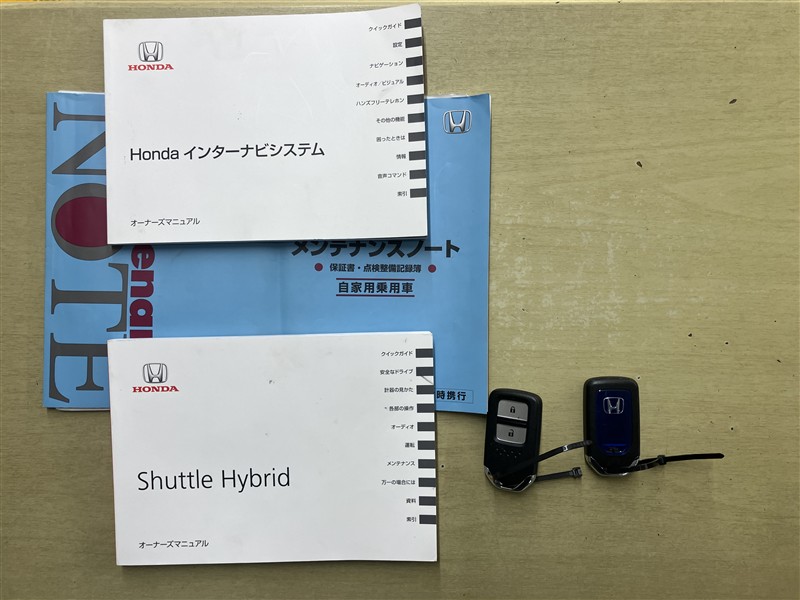 HONDA
Honda インターナビシステム
オーナーズマニュアル
クイックガイド
設定
ナビゲーション
オーディオ/ビジュアル
ハンズフリーテレホン
その他の機能
困ったときは
情報
音声コマンド
索引
NOTE
enan
メンテナンスノート
● 保証書・点検整備記録簿 ●
自家用乗用車
時携行
HONDA
Shuttle Hybrid
オーナーズマニュアル
クイックガイド
安全なドライブ
計器の見かた
各部の操作
オーディオ
運転
メンテナンス
万一の場合には
資料
索引